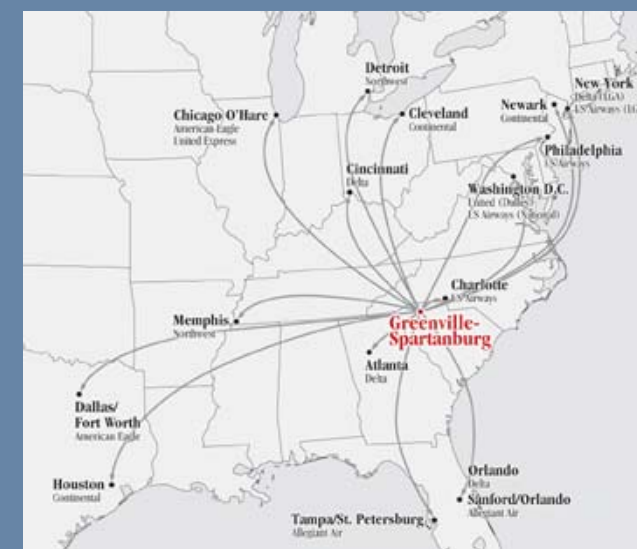 Detroit
Northwest
Chicago O'Hare
American Eagle
United Express
Cleveland
Continental
Newark
Continental
New York
Delta (LGA)
US Airways
Philadelphia
US Airways
Cincinnati
Delta
Washington D.C.
United (Dulles)
US Airways (National)
Charlotte
US Airways
Memphis
Northwest
Greenville-
Spartanburg
Atlanta
Delta
Dallas/
Fort Worth
American Eagle
Houston
Continental
Orlando
Delta
Sanford/Orlando
Allegiant Air
Tampa/St. Petersburg
Allegiant Air